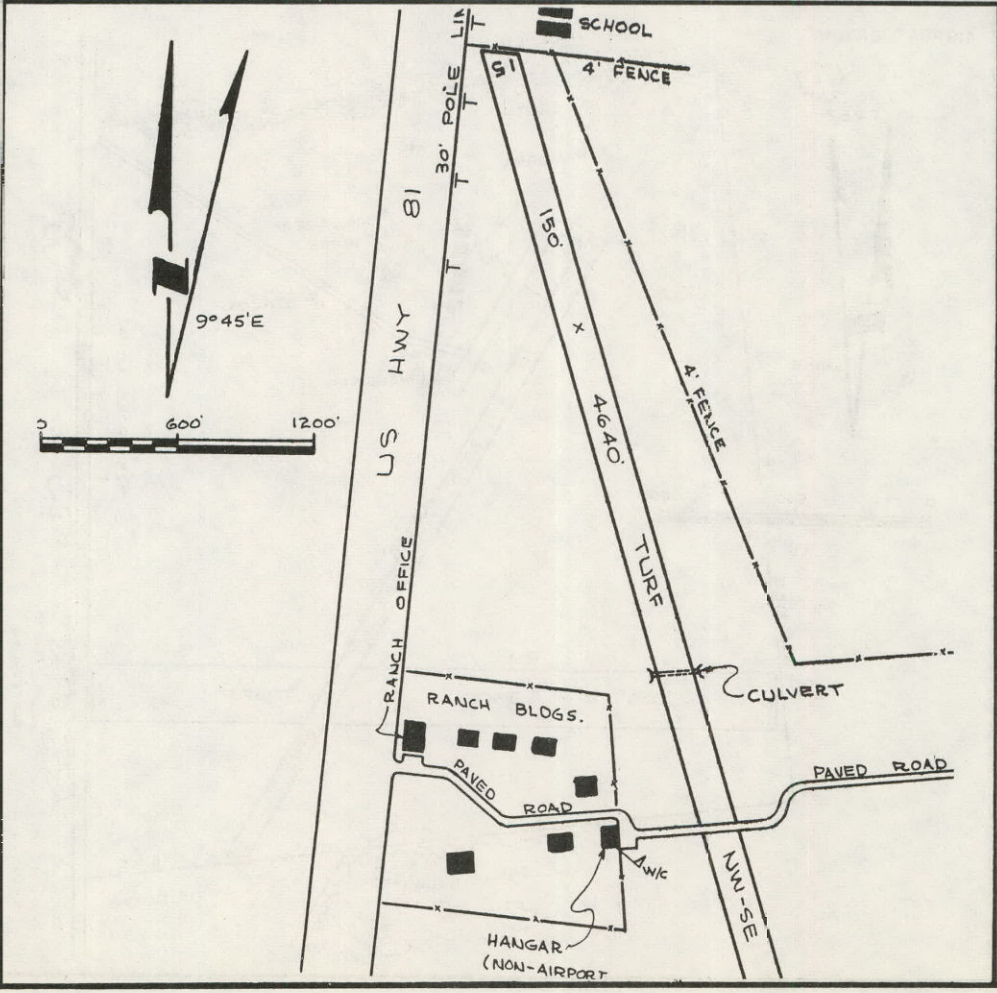 SCHOOL
4' FENCE
15
30' POLE LIN
US HWY 81
150'
4640'
TURF
NW-SE
4' FENCE
9° 45' E
0 600' 1200'
RANCH OFFICE
RANCH BLDGS.
CULVERT
PAVED ROAD
PAVED ROAD
W/C
HANGAR
(NON-AIRPORT